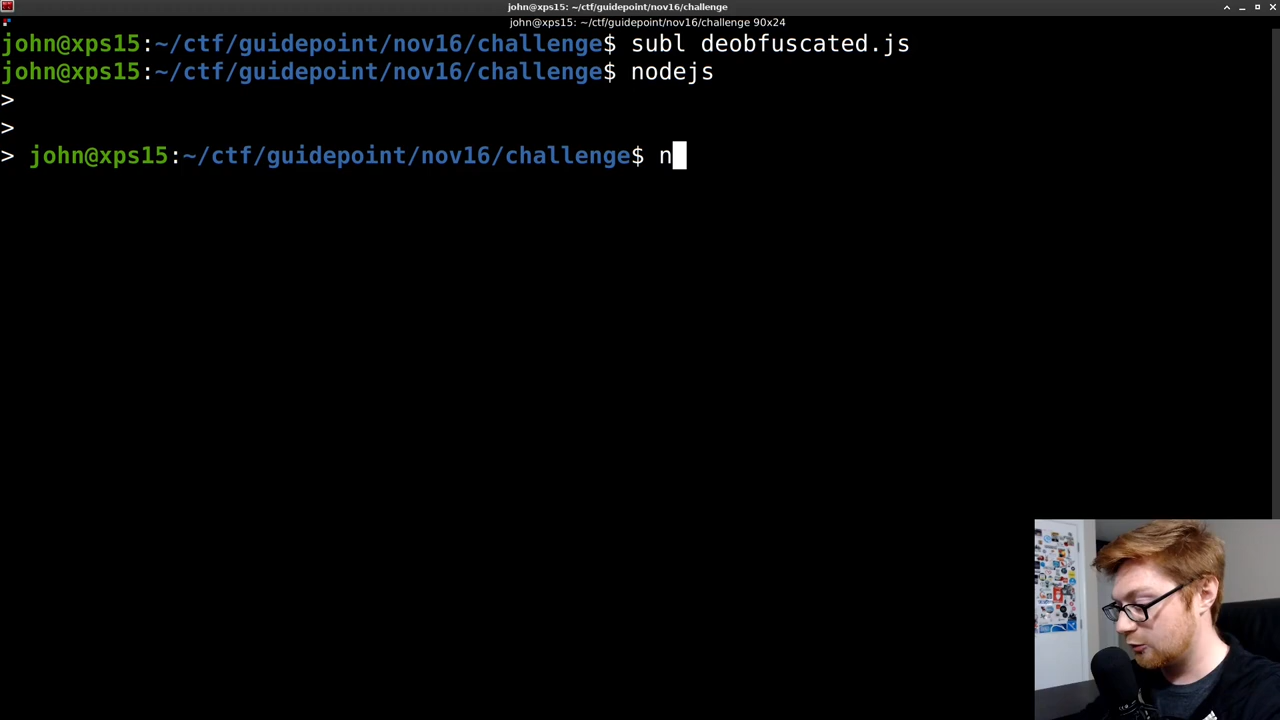 john@xps15: ~/ctf/guidepoint/nov16/challenge
john@xps15: ~/ctf/guidepoint/nov16/challenge 90x24
john@xps15:~/ctf/guidepoint/nov16/challenge$ subl deobfuscated.js
john@xps15:~/ctf/guidepoint/nov16/challenge$ nodejs
>
>
> john@xps15:~/ctf/guidepoint/nov16/challenge$ n